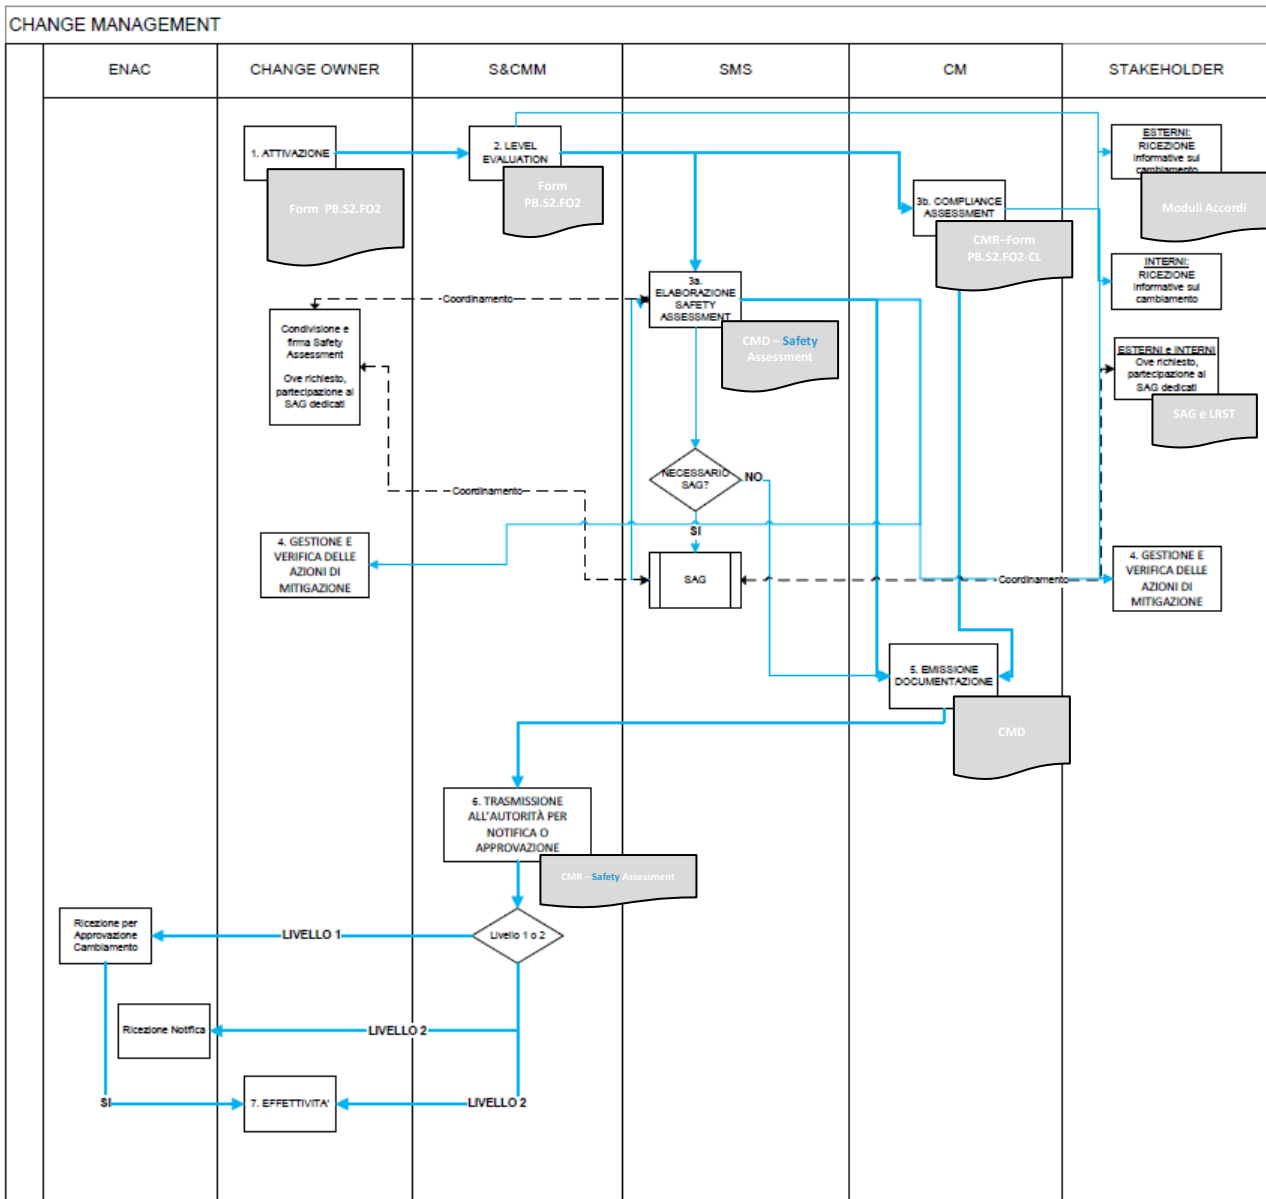 CHANGE MANAGEMENT
ENAC
CHANGE OWNER
S&CMM
SMS
CM
STAKEHOLDER
1. ATTIVAZIONE
Form PB.S2.FO2
2. LEVEL
EVALUATION
Form
PB.S2.FO2
ESTERNI:
RICEZIONE
informative sul
cambiamento
Moduli Accordi
3b. COMPLIANCE
ASSESSMENT
CMR–Form
PB.S2.FO2-CL
INTERNI:
RICEZIONE
informative sul
cambiamento
3a.
ELABORAZIONE
SAFETY
ASSESSMENT
CMD – Safety
Assessment
Coordinamento
Condivisione e
firma Safety
Assessment
Ove richiesto,
partecipazione ai
SAG dedicati
ESTERNI e INTERNI
Ove richiesto,
partecipazione ai
SAG dedicati
SAG e LRST
NECESSARIO
SAG?
NO
SI
Coordinamento
4. GESTIONE E
VERIFICA DELLE
AZIONI DI
MITIGAZIONE
SAG
Coordinamento
4. GESTIONE E
VERIFICA DELLE
AZIONI DI
MITIGAZIONE
5. EMISSIONE
DOCUMENTAZIONE
CMD
6. TRASMISSIONE
ALL'AUTORITÀ PER
NOTIFICA O
APPROVAZIONE
CMR – Safety Assessment
Ricezione per
Approvazione
Cambiamento
LIVELLO 1
Livello 1 o 2
Ricezione Notifica
LIVELLO 2
SI
7. EFFETTIVITA'
LIVELLO 2